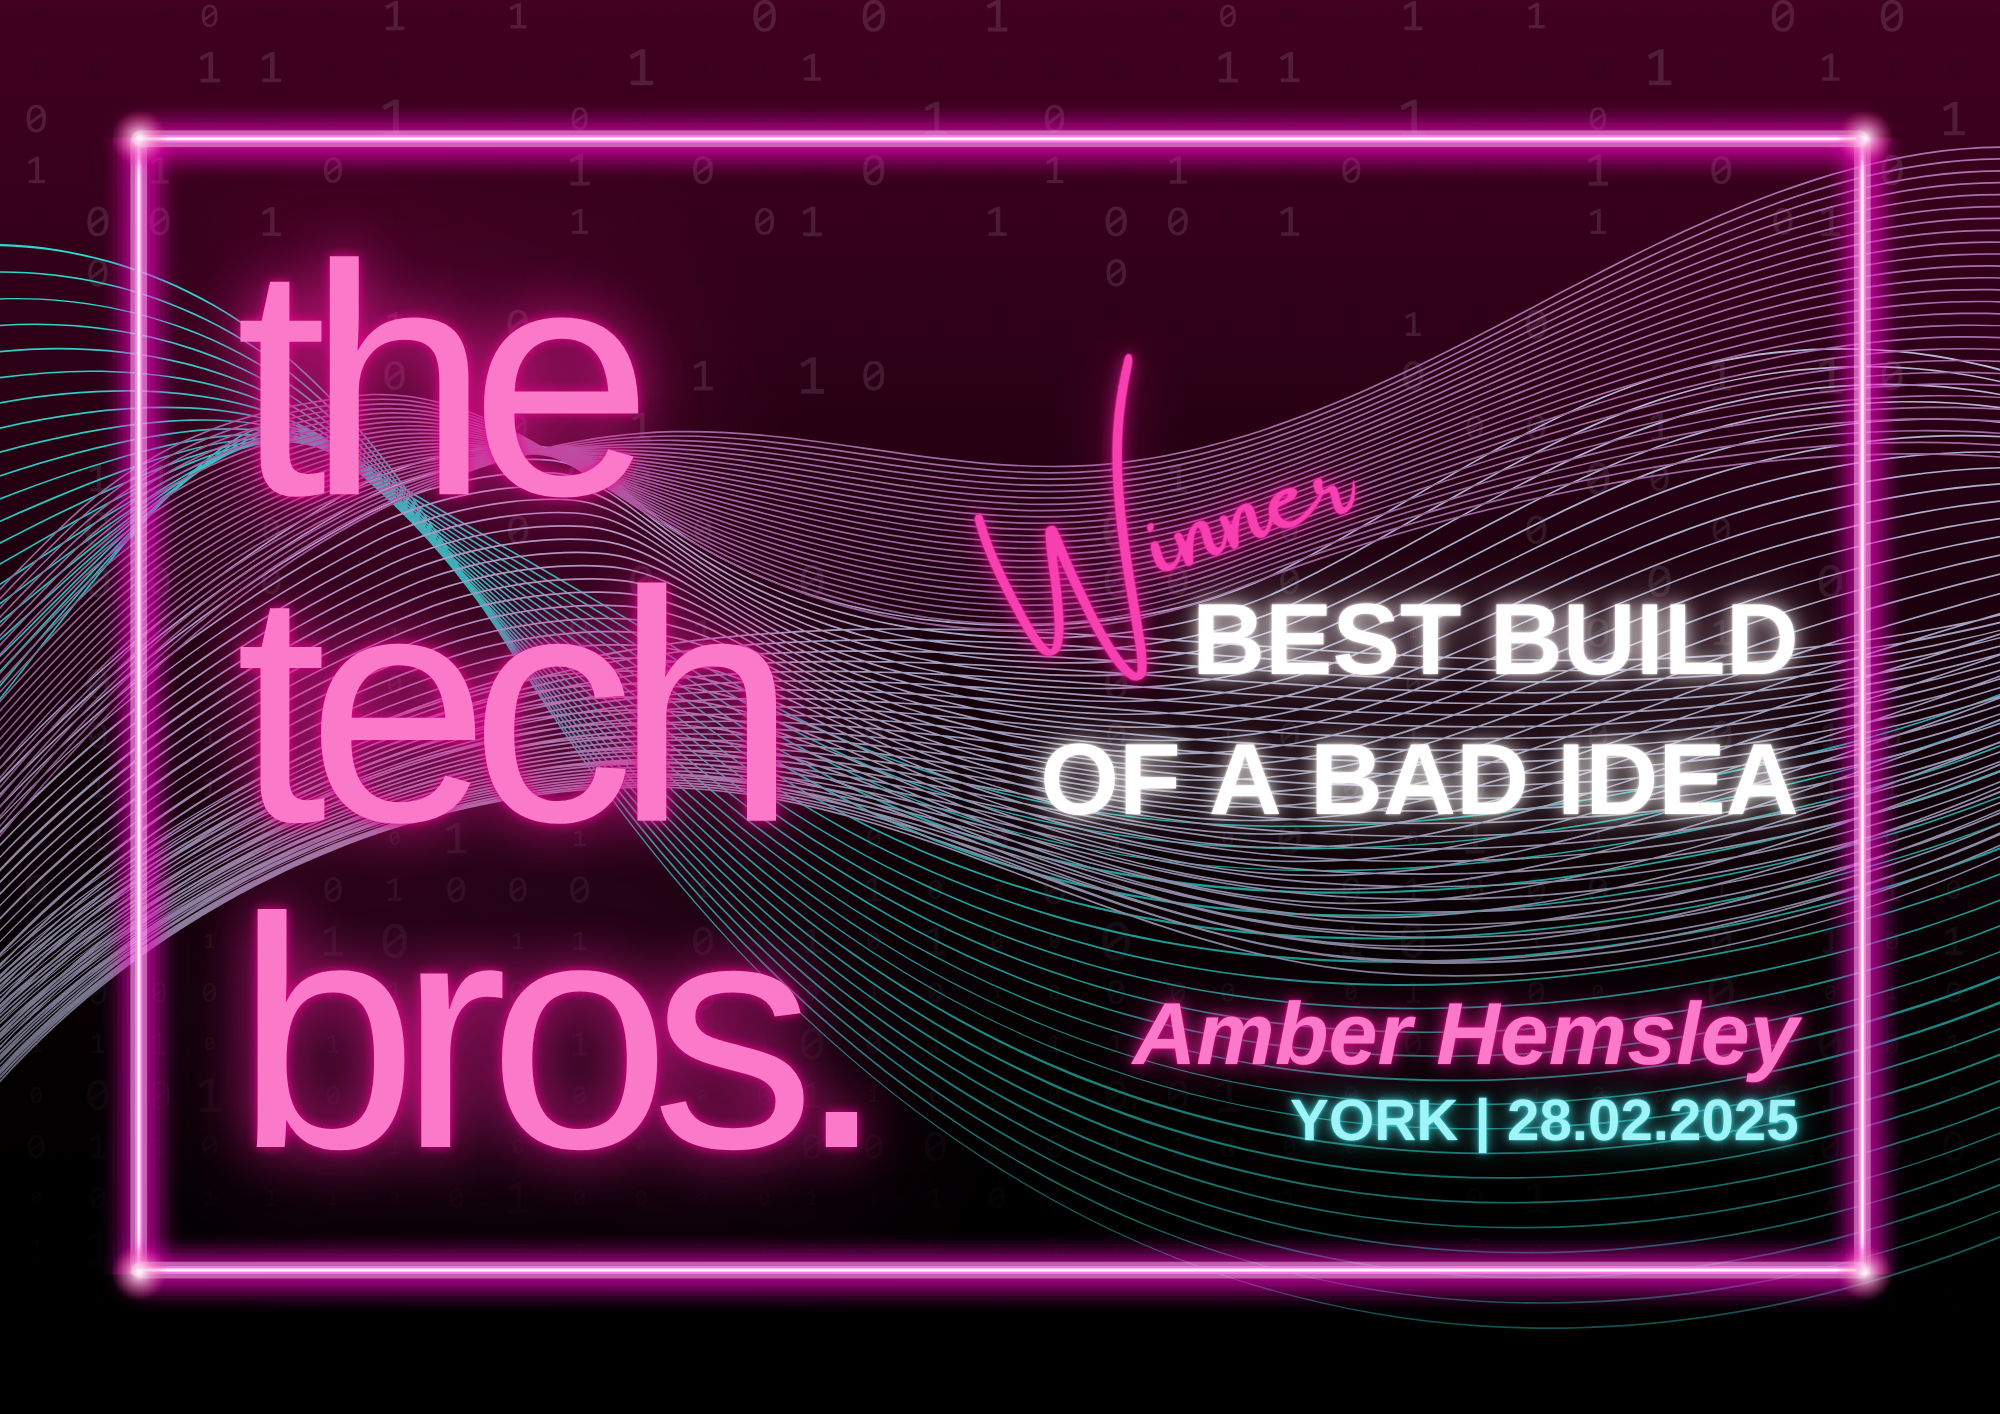 the
tech
bros.
Winner
BEST BUILD
OF A BAD IDEA
Amber Hemsley
YORK | 28.02.2025